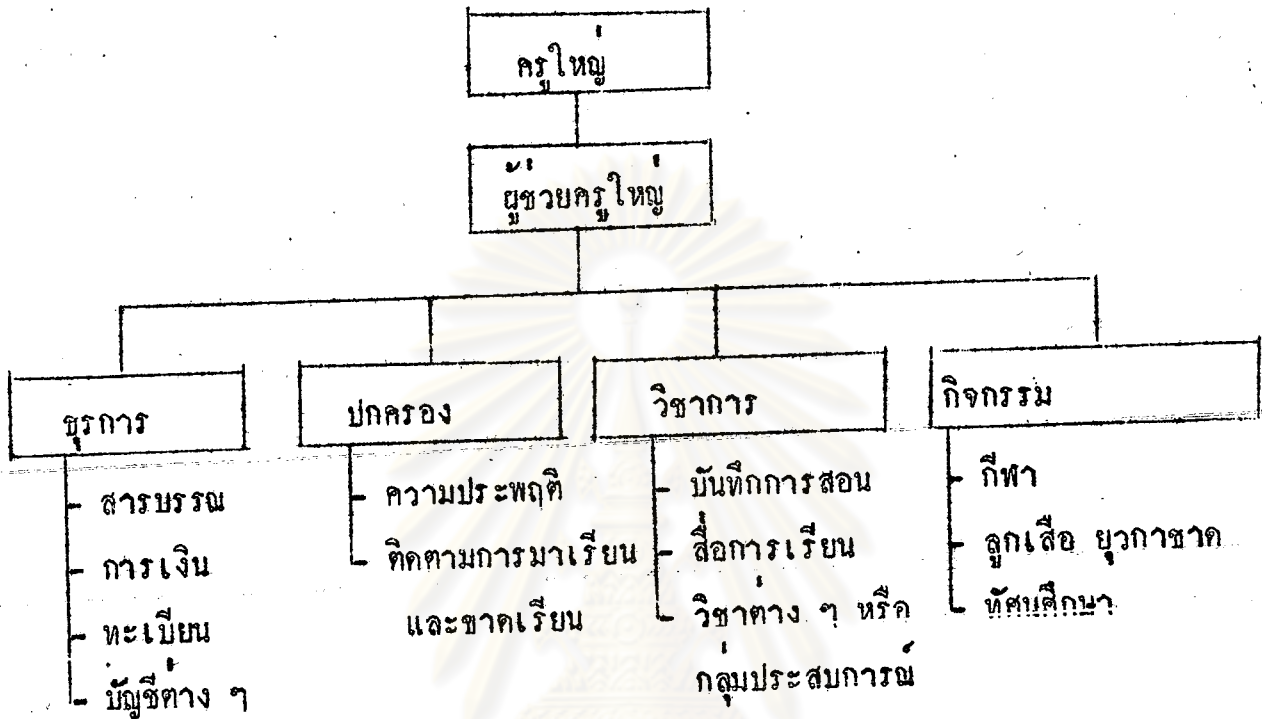 ครูใหญ่
ผู้ช่วยครูใหญ่
ธุรการ
- สารบรรณ
- การเงิน
- ทะเบียน
- บัญชีต่าง ๆ
ปกครอง
- ความประพฤติ
- ติดตามการมาเรียน
และขาดเรียน
วิชาการ
- บันทึกการสอน
- สื่อการเรียน
- วิชาต่าง ๆ หรือ
กลุ่มประสบการณ์
กิจกรรม
- กีฬา
- ลูกเสือ ยุวกาชาด
- ทัศนศึกษา